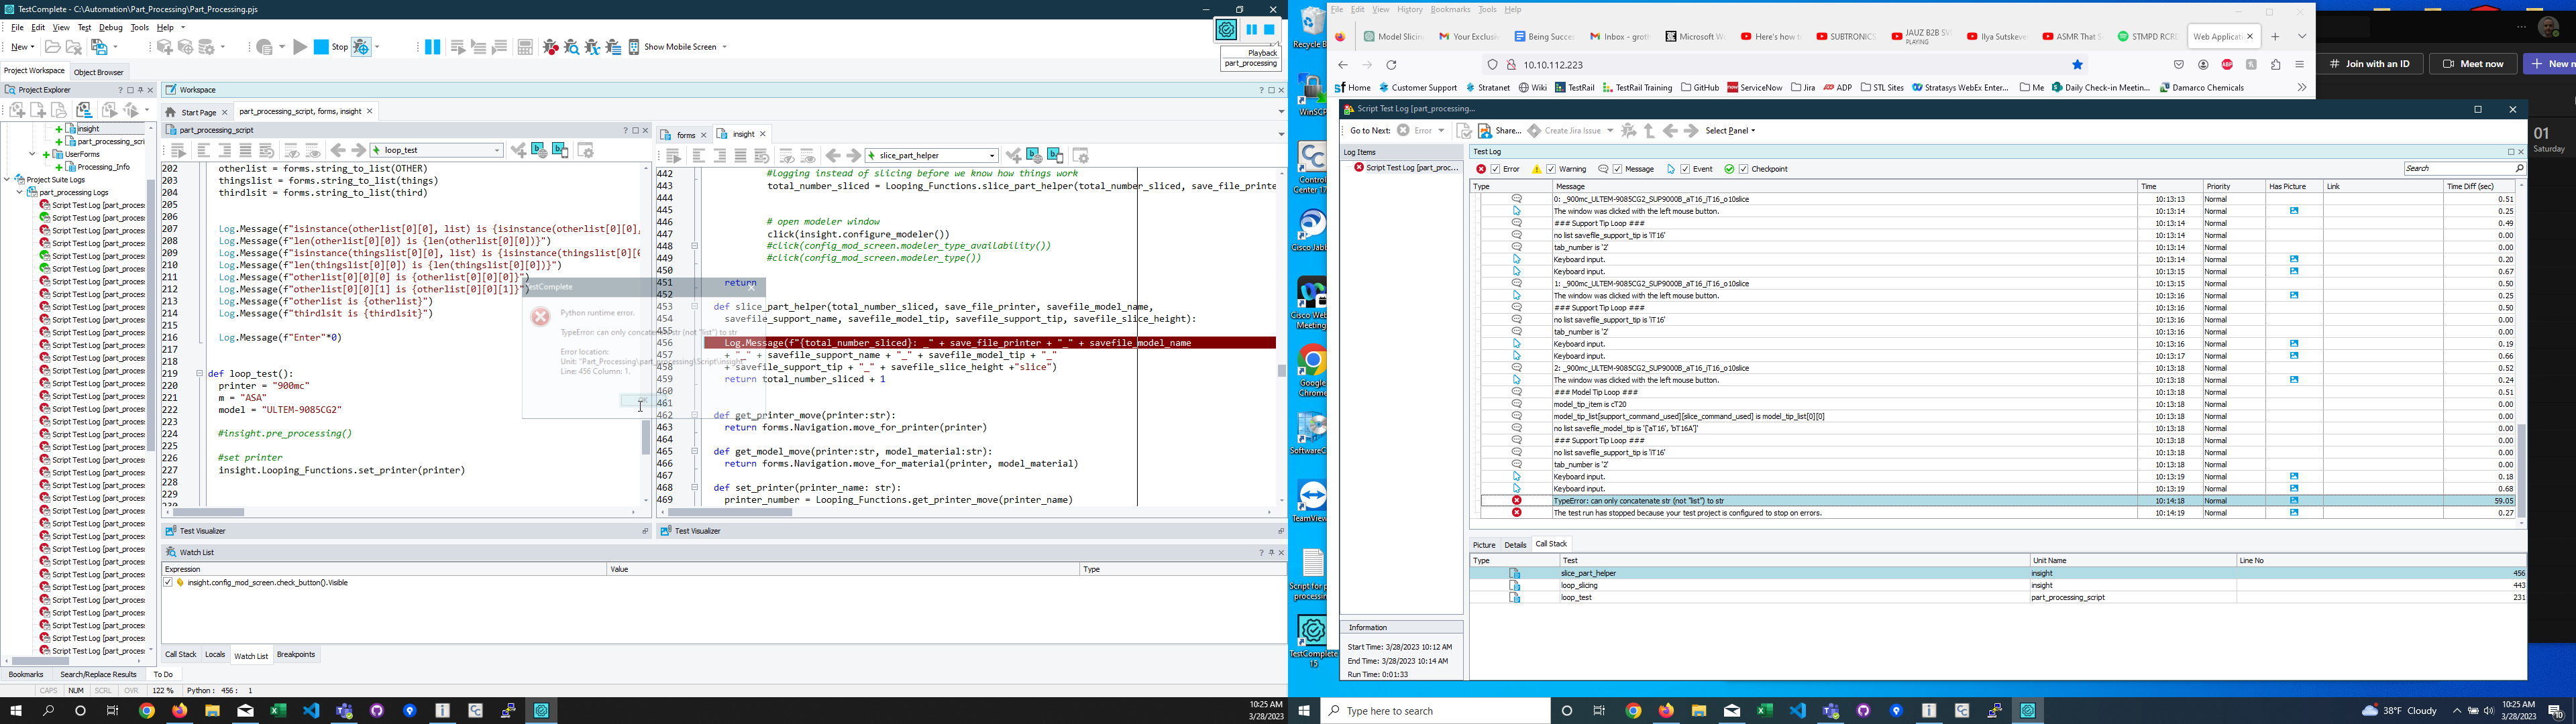 TestComplete - C:\Automation\Part_Processing\Part_Processing.pjs
File Edit View Test Debug Tools Help
New
Stop
Show Mobile Screen
Playback
part_processing
Project Workspace Object Browser
Project Explorer
insight
part_processing_scri
UserForms
Processing_Info
Project Suite Logs
part_processing Logs
Script Test Log [part_proces
Workspace
Start Page part_processing_script, forms, insight
part_processing_script
loop_test
202 otherlist = forms.string_to_list(OTHER)
203 thingslist = forms.string_to_list(things)
204 thirdlsit = forms.string_to_list(third)
205
206
207 Log.Message(f"isinstance(otherlist[0][0], list) is {isinstance(otherlist[0][0],
208 Log.Message(f"len(otherlist[0][0]) is {len(otherlist[0][0])}")
209 Log.Message(f"isinstance(thingslist[0][0], list) is {isinstance(thingslist[0][0
210 Log.Message(f"len(thingslist[0][0]) is {len(thingslist[0][0])}")
211 Log.Message(f"otherlist[0][0][0] is {otherlist[0][0][0]}")
212 Log.Message(f"otherlist[0][0][1] is {otherlist[0][0][1]}")
213 Log.Message(f"otherlist is {otherlist}")
214 Log.Message(f"thirdlsit is {thirdlsit}")
215
216 Log.Message(f"Enter"*0)
217
218
219 def loop_test():
220 printer = "900mc"
221 m = "ASA"
222 model = "ULTEM-9085CG2"
223
224 #insight.pre_processing()
225
226 #set printer
227 insight.Looping_Functions.set_printer(printer)
228
229
TestComplete
Python runtime error.
TypeError: can only concatenate str (not "list") to str
Error location:
Unit: "Part_Processing\part_processing\Script\insight"
Line: 456 Column: 1.
OK
forms insight
slice_part_helper
442 #Logging instead of slicing before we know how things work
443 total_number_sliced = Looping_Functions.slice_part_helper(total_number_sliced, save_file_printe
444
445
446 # open modeler window
447 click(insight.configure_modeler())
448 #click(config_mod_screen.modeler_type_availability())
449 #click(config_mod_screen.modeler_type())
450
451 return
452
453 def slice_part_helper(total_number_sliced, save_file_printer, savefile_model_name,
454 savefile_support_name, savefile_model_tip, savefile_support_tip, savefile_slice_height):
455
456 Log.Message(f"{total_number_sliced}: _" + save_file_printer + "_" + savefile_model_name
457 + "_" + savefile_support_name + "_" + savefile_model_tip + "_"
458 + savefile_support_tip + "_" + savefile_slice_height +"slice")
459 return total_number_sliced + 1
460
461
462 def get_printer_move(printer:str):
463 return forms.Navigation.move_for_printer(printer)
464
465 def get_model_move(printer:str, model_material:str):
466 return forms.Navigation.move_for_material(printer, model_material)
467
468 def set_printer(printer_name: str):
469 printer_number = Looping_Functions.get_printer_move(printer_name)
Test Visualizer Test Visualizer
Watch List
Expression Value Type
insight.config_mod_screen.check_button().Visible
Call Stack Locals Watch List Breakpoints
Bookmarks Search/Replace Results To Do
CAPS NUM SCRL OVR 122 % Python : 456 : 1
10:25 AM
3/28/2023
Recycle B
WinSCP
Control
Center 1
Cisco Jabb
Cisco Web
Meeting
Google
Chrome
SoftwareC
TeamView
Script for p
processing
TestComplete
15
File Edit View History Bookmarks Tools Help
Model Slicin Your Exclusiv Being Succe Inbox - grot Microsoft W Here's how t SUBTRONICS JAUZ B2B SV Ilya Sutskeve ASMR That S STMPD RCRD Web Applicati
PLAYING
10.10.112.223
Home Customer Support Stratanet Wiki TestRail TestRail Training GitHub ServiceNow Jira ADP STL Sites Stratasys WebEx Enter... Me Daily Check-in Meetin... Damarco Chemicals
Join with an ID Meet now New m
01
Saturday
Script Test Log [part_processing...
Go to Next: Error Share... Create Jira Issue Select Panel
Log Items
Script Test Log [part_proc...
Test Log
Error Warning Message Event Checkpoint Search
Type Message Time Priority Has Picture Link Time Diff (sec)
0: _900mc_ULTEM-9085CG2_SUP9000B_aT16_iT16_o10slice 10:13:13 Normal 0.51
The window was clicked with the left mouse button. 10:13:14 Normal 0.25
### Support Tip Loop ### 10:13:14 Normal 0.49
no list savefile_support_tip is 'iT16' 10:13:14 Normal 0.00
tab_number is '2' 10:13:14 Normal 0.00
Keyboard input. 10:13:14 Normal 0.20
Keyboard input. 10:13:15 Normal 0.67
1: _900mc_ULTEM-9085CG2_SUP9000B_aT16_iT16_o10slice 10:13:15 Normal 0.50
The window was clicked with the left mouse button. 10:13:16 Normal 0.25
### Support Tip Loop ### 10:13:16 Normal 0.50
no list savefile_support_tip is 'iT16' 10:13:16 Normal 0.00
tab_number is '2' 10:13:16 Normal 0.00
Keyboard input. 10:13:16 Normal 0.19
Keyboard input. 10:13:17 Normal 0.66
2: _900mc_ULTEM-9085CG2_SUP9000B_aT16_iT16_o10slice 10:13:18 Normal 0.52
The window was clicked with the left mouse button. 10:13:18 Normal 0.24
### Model Tip Loop ### 10:13:18 Normal 0.51
model_tip_item is cT20 10:13:18 Normal 0.00
model_tip_list[support_command_used][slice_command_used] is model_tip_list[0][0] 10:13:18 Normal 0.00
no list savefile_model_tip is '['aT16', 'bT16A']' 10:13:18 Normal 0.00
### Support Tip Loop ### 10:13:18 Normal 0.00
no list savefile_support_tip is 'iT16' 10:13:18 Normal 0.00
tab_number is '2' 10:13:18 Normal 0.00
Keyboard input. 10:13:19 Normal 0.18
Keyboard input. 10:13:19 Normal 0.68
TypeError: can only concatenate str (not "list") to str 10:14:18 Normal 59.05
The test run has stopped because your test project is configured to stop on errors. 10:14:19 Normal 0.27
Picture Details Call Stack
Type Test Unit Name Line No
slice_part_helper insight 456
loop_slicing insight 443
loop_test part_processing_script 231
Information
Start Time: 3/28/2023 10:12 AM
End Time: 3/28/2023 10:14 AM
Run Time: 0:01:33
Type here to search
38°F Cloudy
10:25 AM
3/28/2023